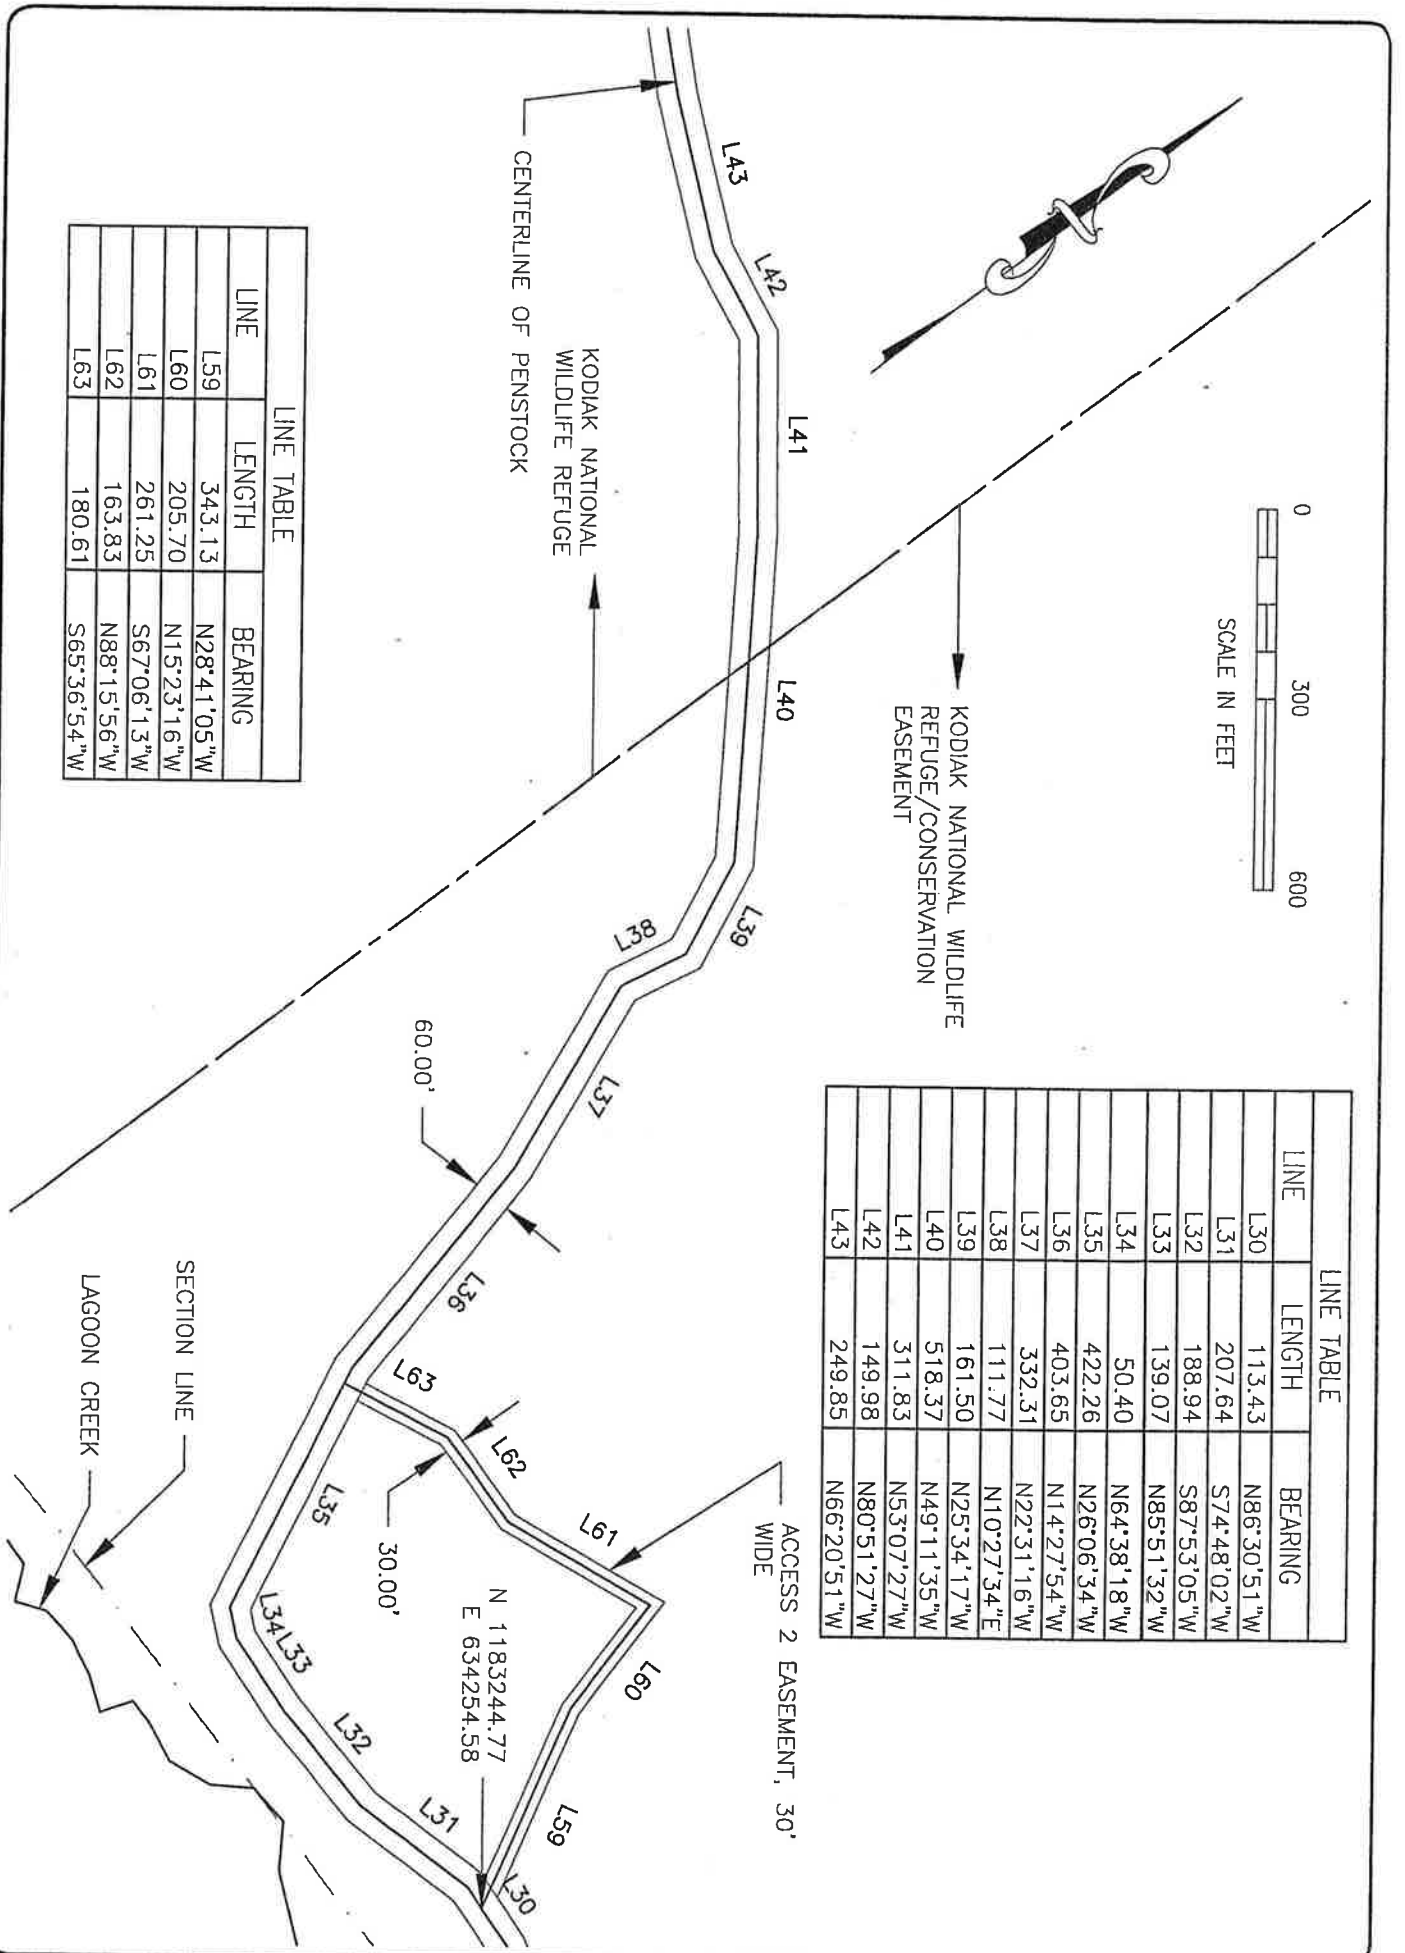 0 300 600
SCALE IN FEET
KODIAK NATIONAL WILDLIFE
REFUGE/CONSERVATION
EASEMENT
KODIAK NATIONAL
WILDLIFE REFUGE
CENTERLINE OF PENSTOCK
L43
L42
L41
L40
L39
L38
L37
L36
L35
L34
L33
L32
L31
L30
L63
L62
L61
L60
L59
60.00'
30.00'
ACCESS 2 EASEMENT, 30'
WIDE
N 1183244.77
E 634254.58
SECTION LINE
LAGOON CREEK
LINE TABLE
LINE LENGTH BEARING
L30 113.43 N86°30'51"W
L31 207.64 S74°48'02"W
L32 188.94 S87°53'05"W
L33 139.07 N85°51'32"W
L34 50.40 N64°38'18"W
L35 422.26 N26°06'34"W
L36 403.65 N14°27'54"W
L37 332.31 N22°31'16"W
L38 111.77 N10°27'34"E
L39 161.50 N25°34'17"W
L40 518.37 N49°11'35"W
L41 311.83 N53°07'27"W
L42 149.98 N80°51'27"W
L43 249.85 N66°20'51"W
LINE TABLE
LINE LENGTH BEARING
L59 343.13 N28°41'05"W
L60 205.70 N15°23'16"W
L61 261.25 S67°06'13"W
L62 163.83 N88°15'56"W
L63 180.61 S65°36'54"W